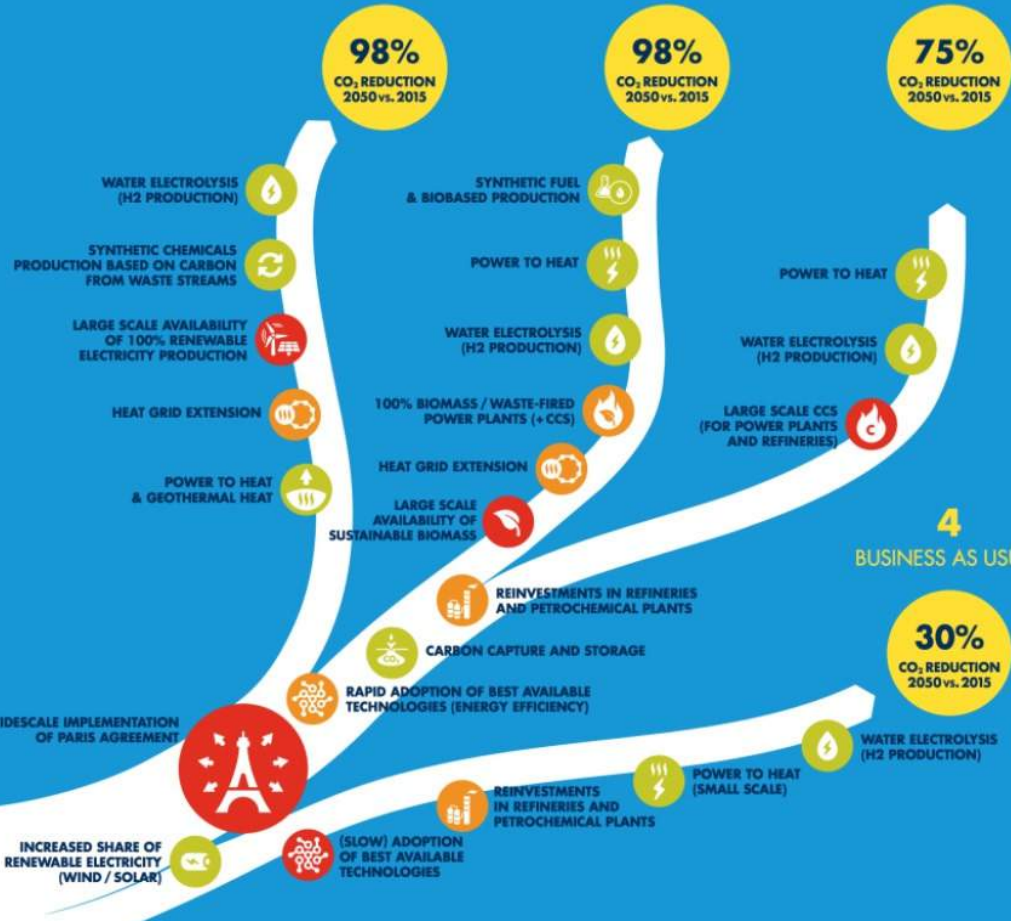 98%
CO₂ REDUCTION
2050 vs. 2015
98%
CO₂ REDUCTION
2050 vs. 2015
75%
CO₂ REDUCTION
2050 vs. 2015
WATER ELECTROLYSIS
(H2 PRODUCTION)
SYNTHETIC CHEMICALS
PRODUCTION BASED ON CARBON
FROM WASTE STREAMS
LARGE SCALE AVAILABILITY
OF 100% RENEWABLE
ELECTRICITY PRODUCTION
HEAT GRID EXTENSION
POWER TO HEAT
& GEOTHERMAL HEAT
SYNTHETIC FUEL
& BIOBASED PRODUCTION
POWER TO HEAT
WATER ELECTROLYSIS
(H2 PRODUCTION)
100% BIOMASS / WASTE-FIRED
POWER PLANTS (+ CCS)
HEAT GRID EXTENSION
LARGE SCALE
AVAILABILITY OF
SUSTAINABLE BIOMASS
POWER TO HEAT
WATER ELECTROLYSIS
(H2 PRODUCTION)
LARGE SCALE CCS
(FOR POWER PLANTS
AND REFINERIES)
C
REINVESTMENTS IN REFINERIES
AND PETROCHEMICAL PLANTS
CO₂
CARBON CAPTURE AND STORAGE
RAPID ADOPTION OF BEST AVAILABLE
TECHNOLOGIES (ENERGY EFFICIENCY)
IDESCALE IMPLEMENTATION
OF PARIS AGREEMENT
4
BUSINESS AS USU
30%
CO₂ REDUCTION
2050 vs. 2015
WATER ELECTROLYSIS
(H2 PRODUCTION)
POWER TO HEAT
(SMALL SCALE)
REINVESTMENTS
IN REFINERIES AND
PETROCHEMICAL PLANTS
(SLOW) ADOPTION
OF BEST AVAILABLE
TECHNOLOGIES
INCREASED SHARE OF
RENEWABLE ELECTRICITY
(WIND / SOLAR)